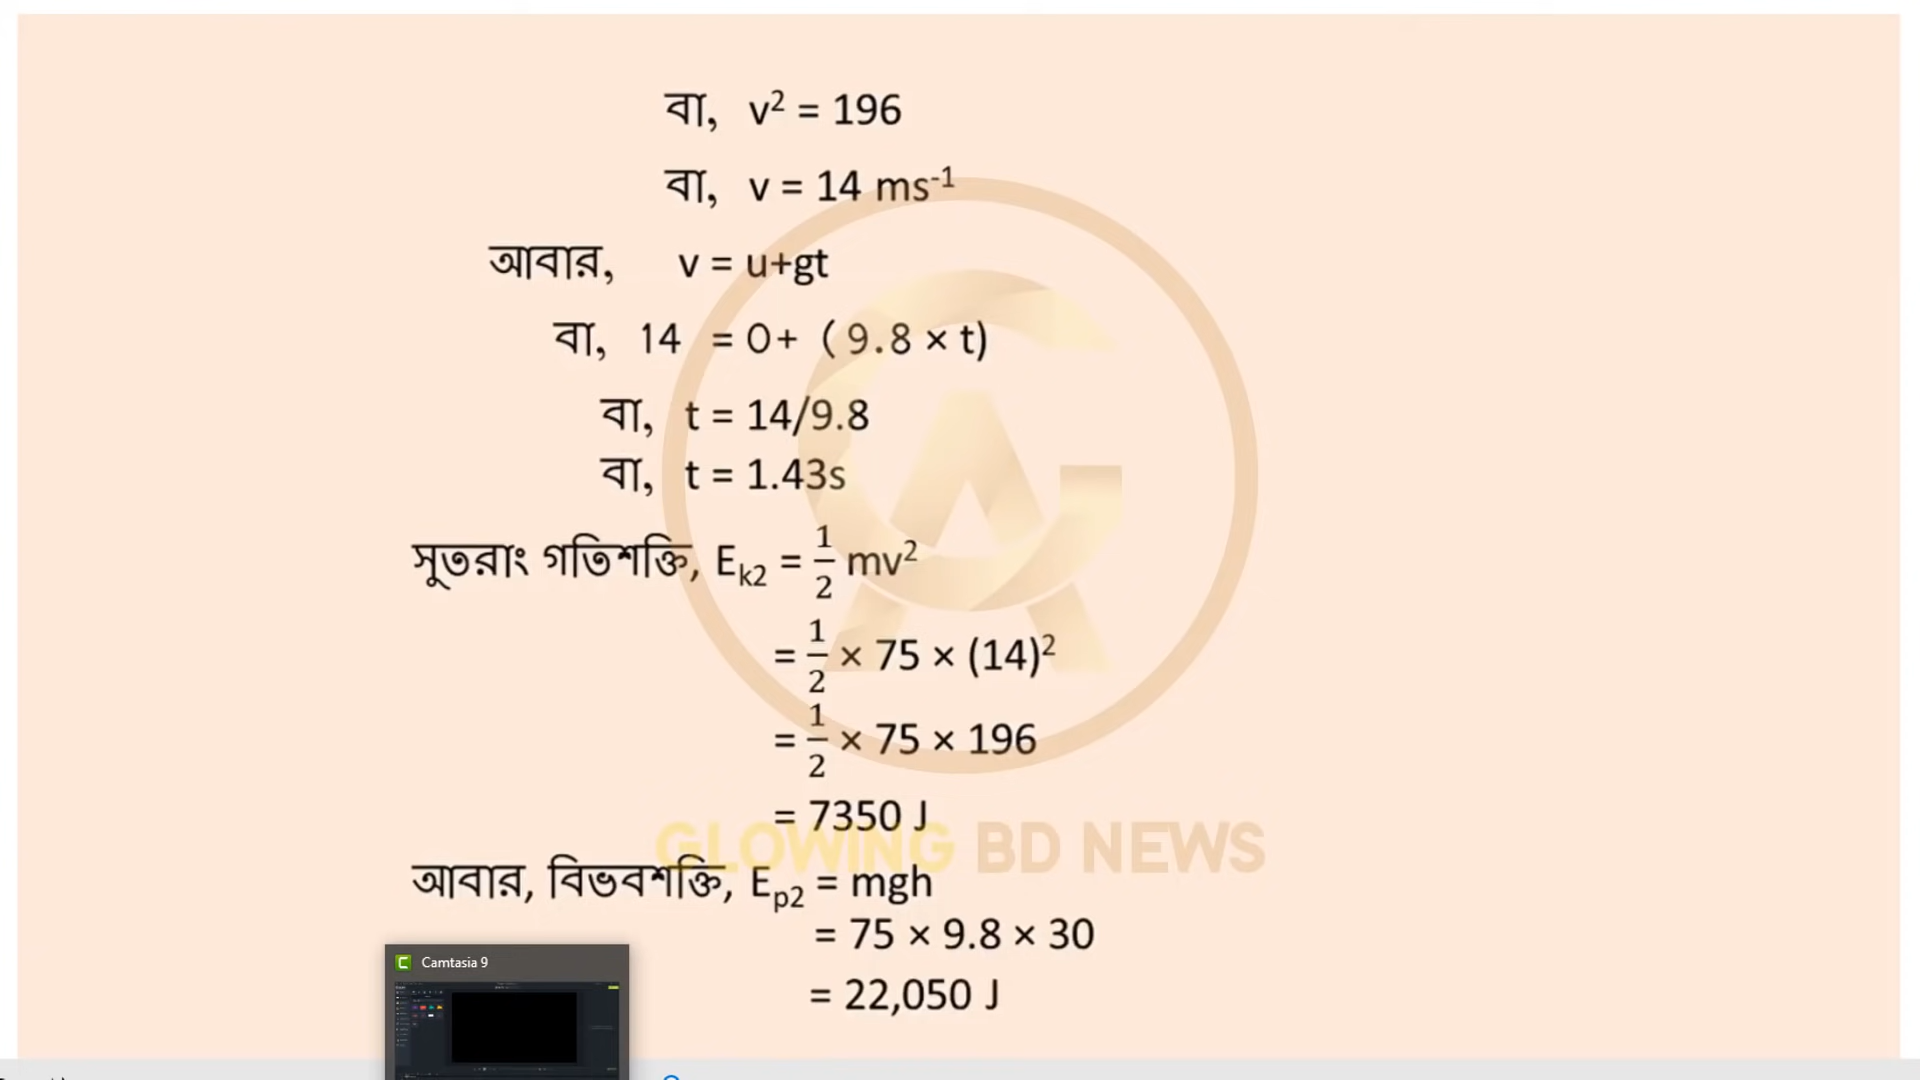 বা, v² = 196
বা, v = 14 ms⁻¹
আবার, v = u+gt
বা, 14 = 0+ ( 9.8 × t)
বা, t = 14/9.8
বা, t = 1.43s
সুতরাং গতিশক্তি, Eₖ₂ = 1/2 mv²
= 1/2 × 75 × (14)²
= 1/2 × 75 × 196
= 7350 J
GLOWING BD NEWS
আবার, বিভবশক্তি, Eₚ₂ = mgh
= 75 × 9.8 × 30
Camtasia 9
= 22,050 J